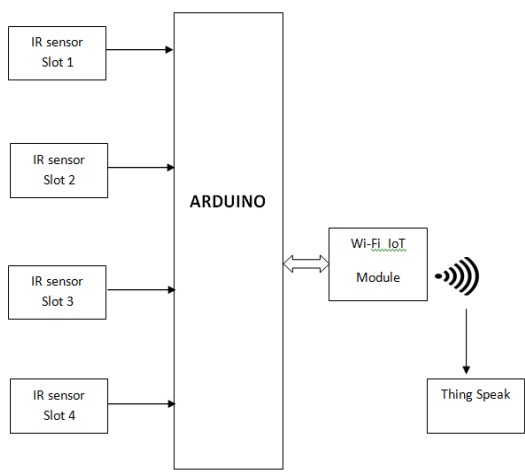 IR sensor
Slot 1
IR sensor
Slot 2
ARDUINO
Wi-Fi IoT
Module
IR sensor
Slot 3
IR sensor
Slot 4
Thing Speak